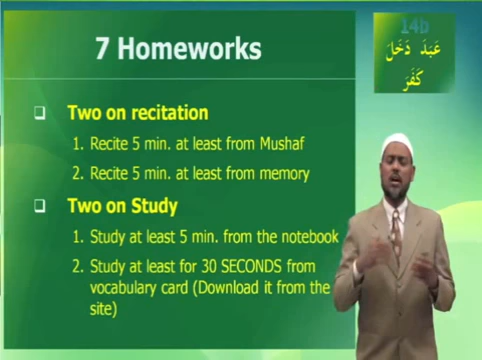 14b
عَبَدَ دَخَلَ
كَفَرَ
7 Homeworks
Two on recitation
1. Recite 5 min. at least from Mushaf
2. Recite 5 min. at least from memory
Two on Study
1. Study at least 5 min. from the notebook
2. Study at least for 30 SECONDS from
vocabulary card (Download it from the
site)